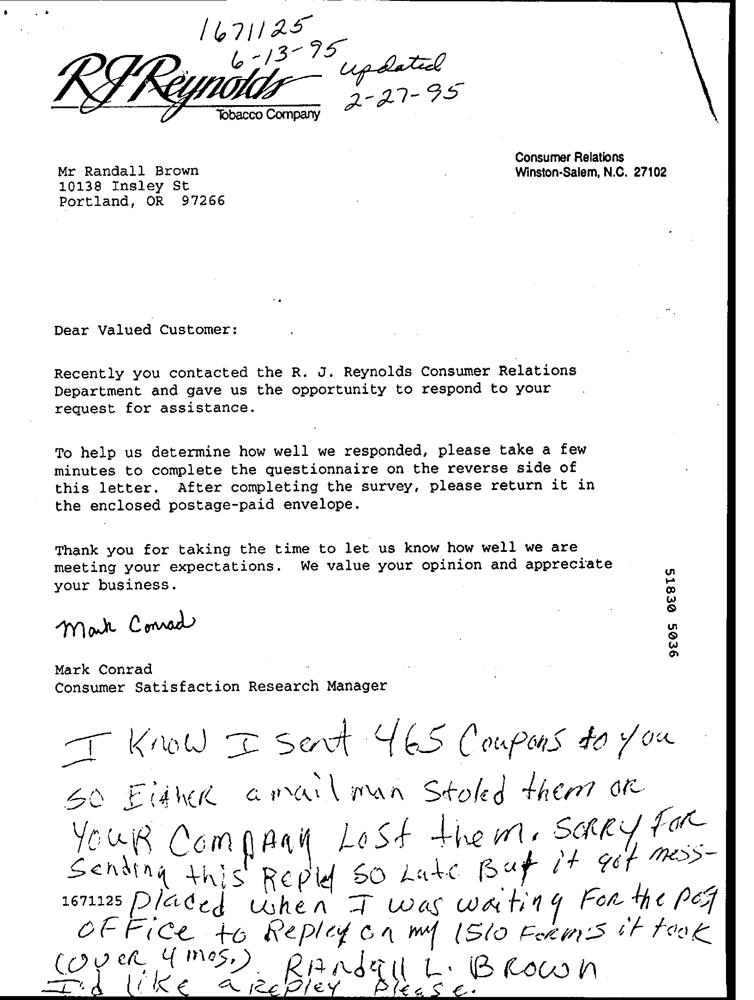 1671125
6-13-95
updated
2-27-95
RJReynolds
Tobacco Company
Consumer Relations
Winston-Salem, N.C. 27102
Mr Randall Brown
10138 Insley St
Portland, OR 97266
Dear Valued Customer:
Recently you contacted the R. J. Reynolds Consumer Relations
Department and gave us the opportunity to respond to your
request for assistance.
To help us determine how well we responded, please take a few
minutes to complete the questionnaire on the reverse side of
this letter. After completing the survey, please return it in
the enclosed postage-paid envelope.
Thank you for taking the time to let us know how well we are
meeting your expectations. We value your opinion and appreciate
your business.
Mark Conrad
Mark Conrad
Consumer Satisfaction Research Manager
51830 5036
I Know I sent 465 Coupons to you
so Either a mail man Stoled them or
YOUR Company Lost them. SORRY FOR
Sending this Reply so Late But it got mess-
1671125 placed when I was waiting For the post
OFFice to Repley on my 1510 Forms it took
(over 4 mos.) RANdall L. Brown
I'd like a Repley Please.